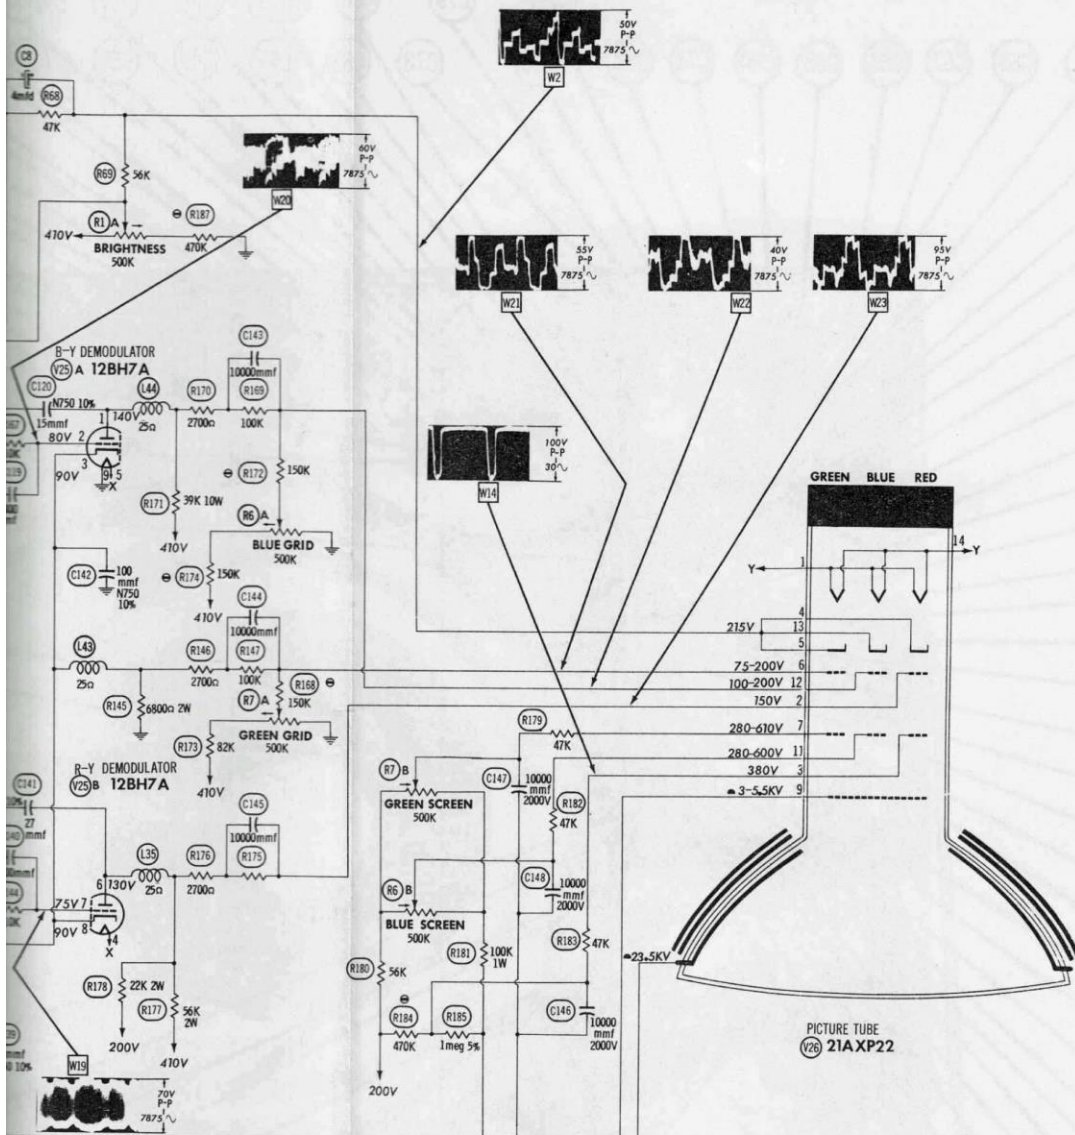 50V
P-P
7875
W2
C8
4mfd
R68
47K
R69
56K
60V
P-P
7875
W20
R1 A
R187
410V
BRIGHTNESS
500K
470K
55V
P-P
7875
W21
40V
P-P
7875
W22
95V
P-P
7875
W23
B-Y DEMODULATOR
V25 A 12BH7A
C120
N750 10%
15mmf
1
140V
L44
25Ω
R170
2700Ω
C143
10000mmf
R169
100K
80V
2
3
90V
9
5
X
R172
150K
R171
39K 10W
410V
R6 A
BLUE GRID
500K
R174
150K
410V
100V
P-P
30
W14
C142
100
mmf
N750
10%
C144
10000mmf
L43
25Ω
R146
2700Ω
R147
100K
R145
6800Ω 2W
R168
150K
R7 A
GREEN GRID
500K
R173
82K
410V
GREEN BLUE RED
14
Y
1
Y
4
13
5
215V
75-200V 6
100-200V 12
150V 2
280-610V 7
280-600V 11
380V 3
3-5.5KV 9
R179
47K
R7 B
GREEN SCREEN
500K
C147
10000
mmf
2000V
R182
47K
R-Y DEMODULATOR
V25 B 12BH7A
C141
27
mmf
C145
10000mmf
L35
25Ω
R176
2700Ω
R175
6
130V
75V
7
90V
8
4
X
R6 B
BLUE SCREEN
500K
C148
10000
mmf
2000V
R183
47K
R181
100K
1W
R180
56K
R178
22K 2W
R177
56K
2W
200V
410V
R184
470K
R185
1meg 5%
C146
10000
mmf
2000V
200V
23.5KV
PICTURE TUBE
V26 21AXP22
W19
70V
P-P
7875